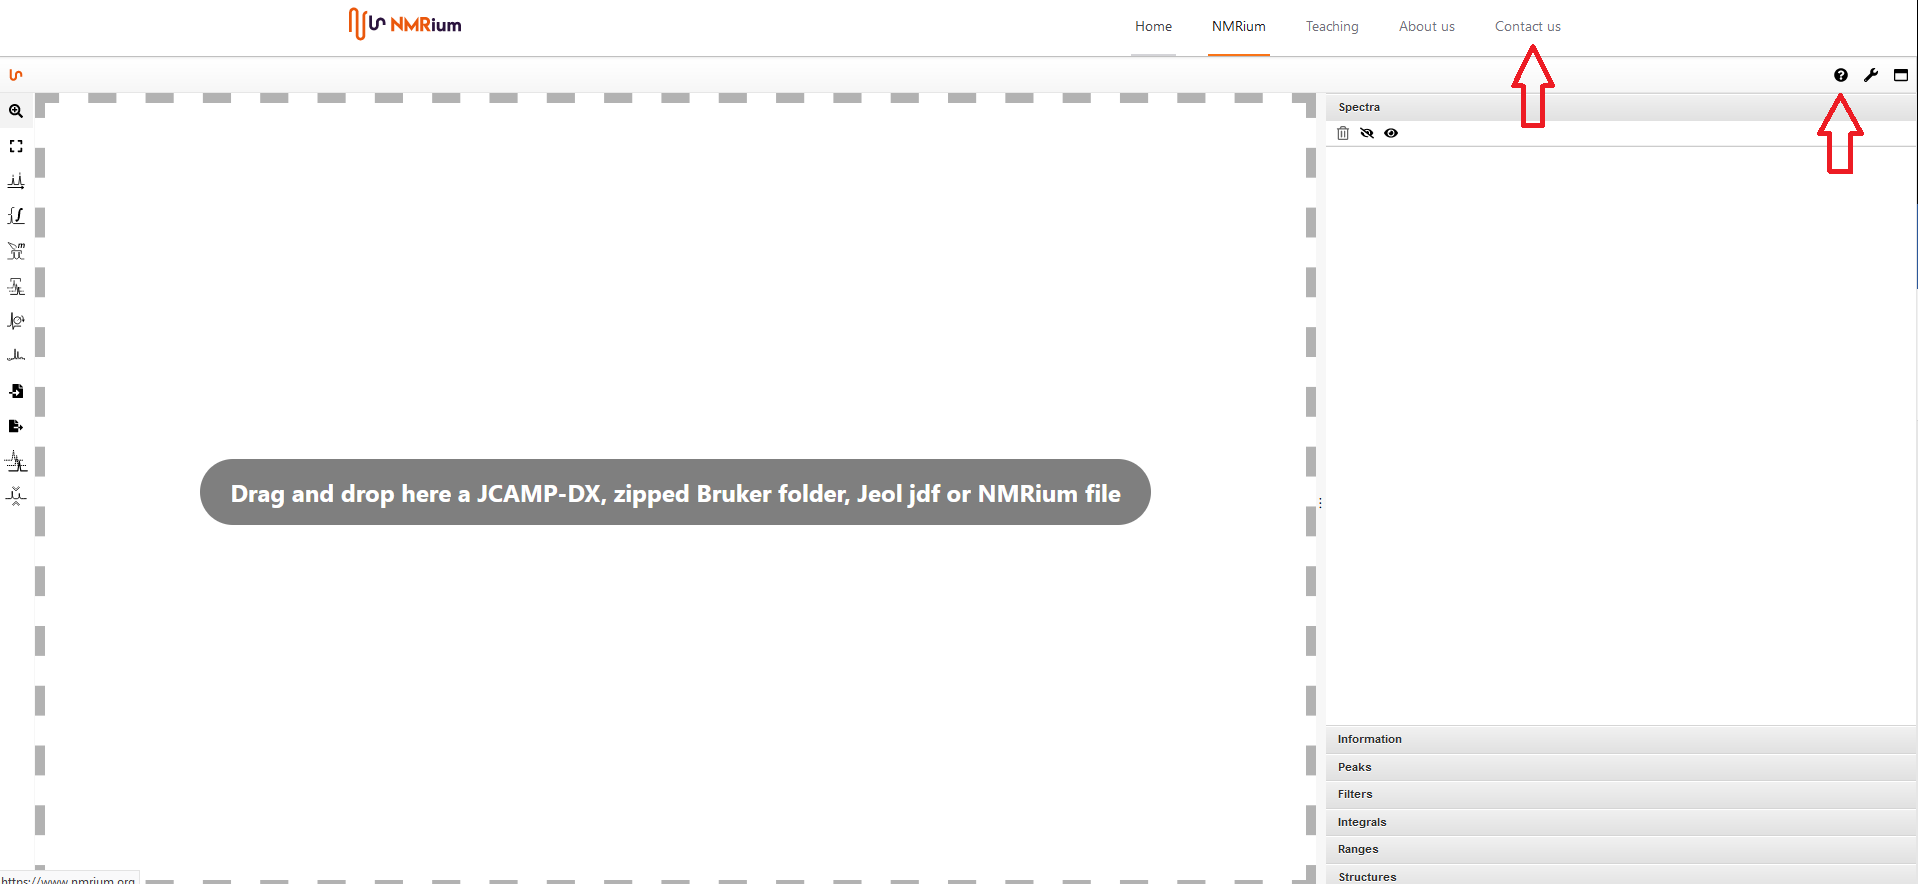 NMRium
Home NMRium Teaching About us Contact us
Spectra
Drag and drop here a JCAMP-DX, zipped Bruker folder, Jeol jdf or NMRium file
Information
Peaks
Filters
Integrals
Ranges
Structures
https://www.nmrium.org